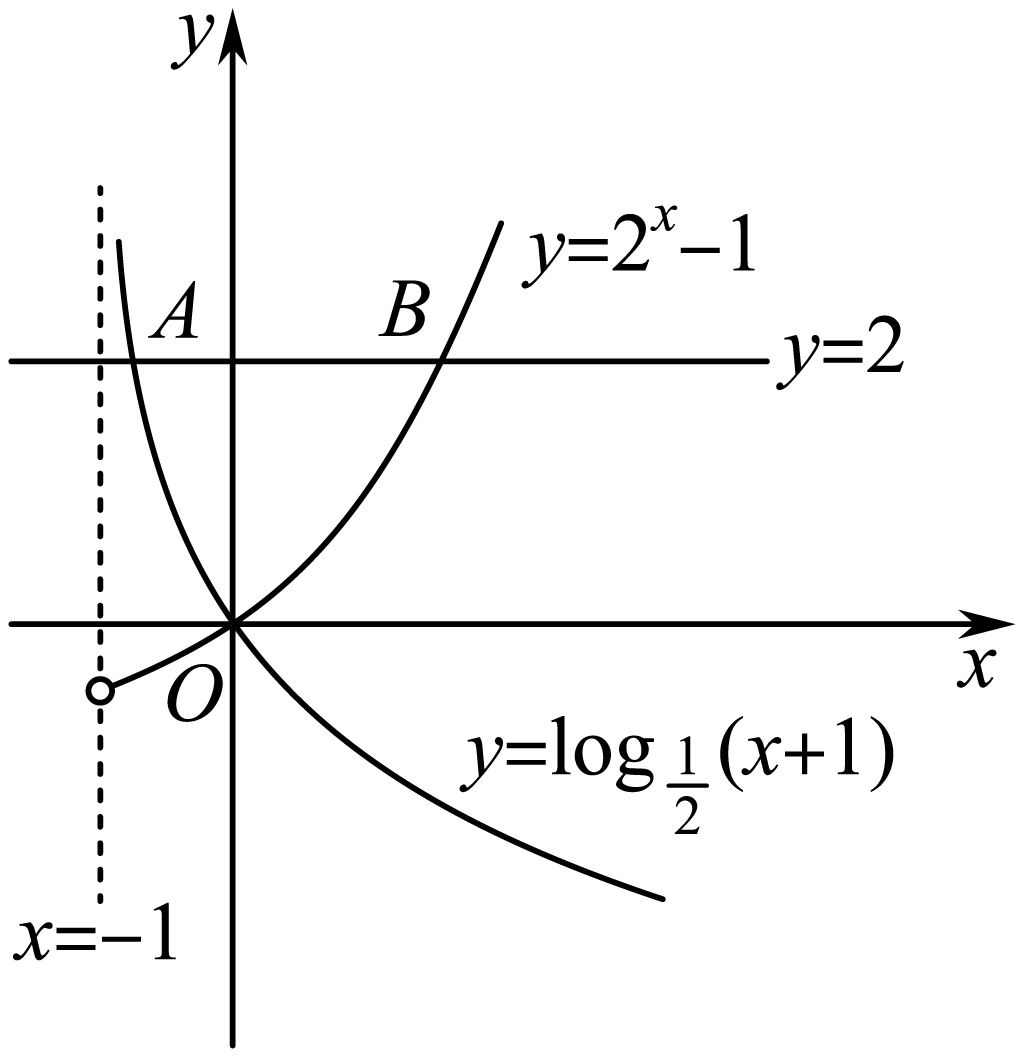 y
y=2^x−1
A
B
y=2
x
O
y=log_{1/2}(x+1)
x=−1